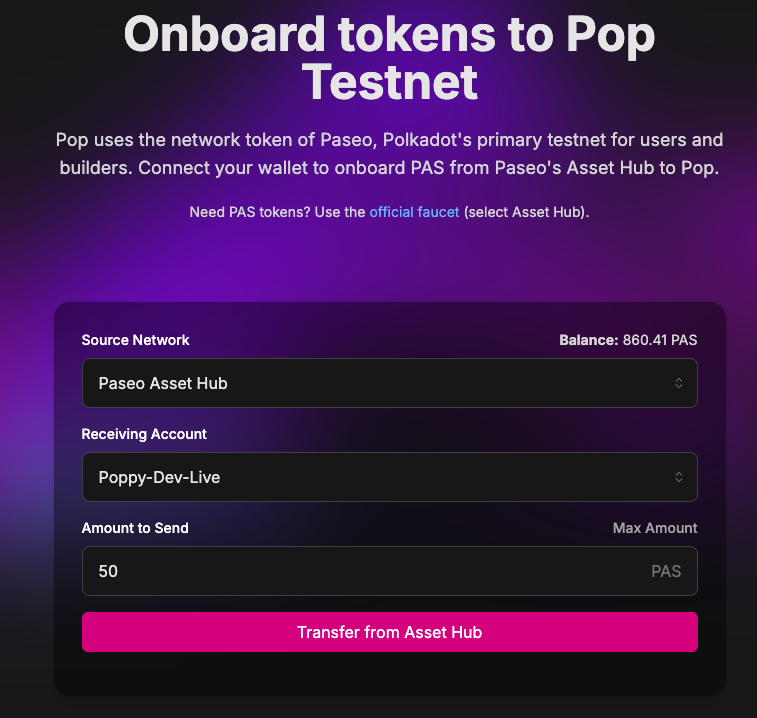 Onboard tokens to Pop
Testnet
Pop uses the network token of Paseo, Polkadot's primary testnet for users and
builders. Connect your wallet to onboard PAS from Paseo's Asset Hub to Pop.
Need PAS tokens? Use the official faucet (select Asset Hub).
Source Network Balance: 860.41 PAS
Paseo Asset Hub
Receiving Account
Poppy-Dev-Live
Amount to Send Max Amount
50 PAS
Transfer from Asset Hub